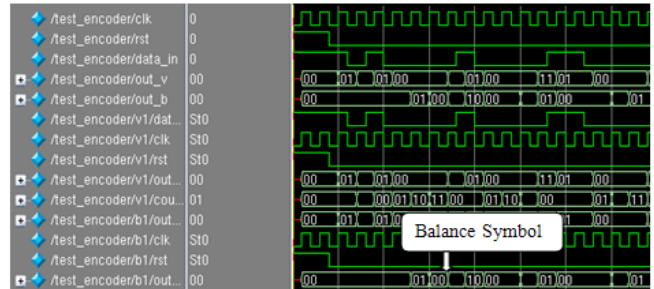 /test_encoder/clk 0
/test_encoder/rst 0
/test_encoder/data_in 0
/test_encoder/out_v 00 00 01 01 00 01 00 11 01 00
/test_encoder/out_b 00 00 01 00 10 00 01 00 01
/test_encoder/v1/dat... St0
/test_encoder/v1/clk St0
/test_encoder/v1/rst St0
/test_encoder/v1/out... 00 00 01 01 00 01 00 11 01 00
/test_encoder/v1/cou... 01 00 01 10 11 00 01 10 00 01 11
/test_encoder/b1/out... 00 00 01 01 00
/test_encoder/b1/clk St0
Balance Symbol
/test_encoder/b1/rst St0
/test_encoder/b1/out... 00 00 01 00 10 00 01 00 01